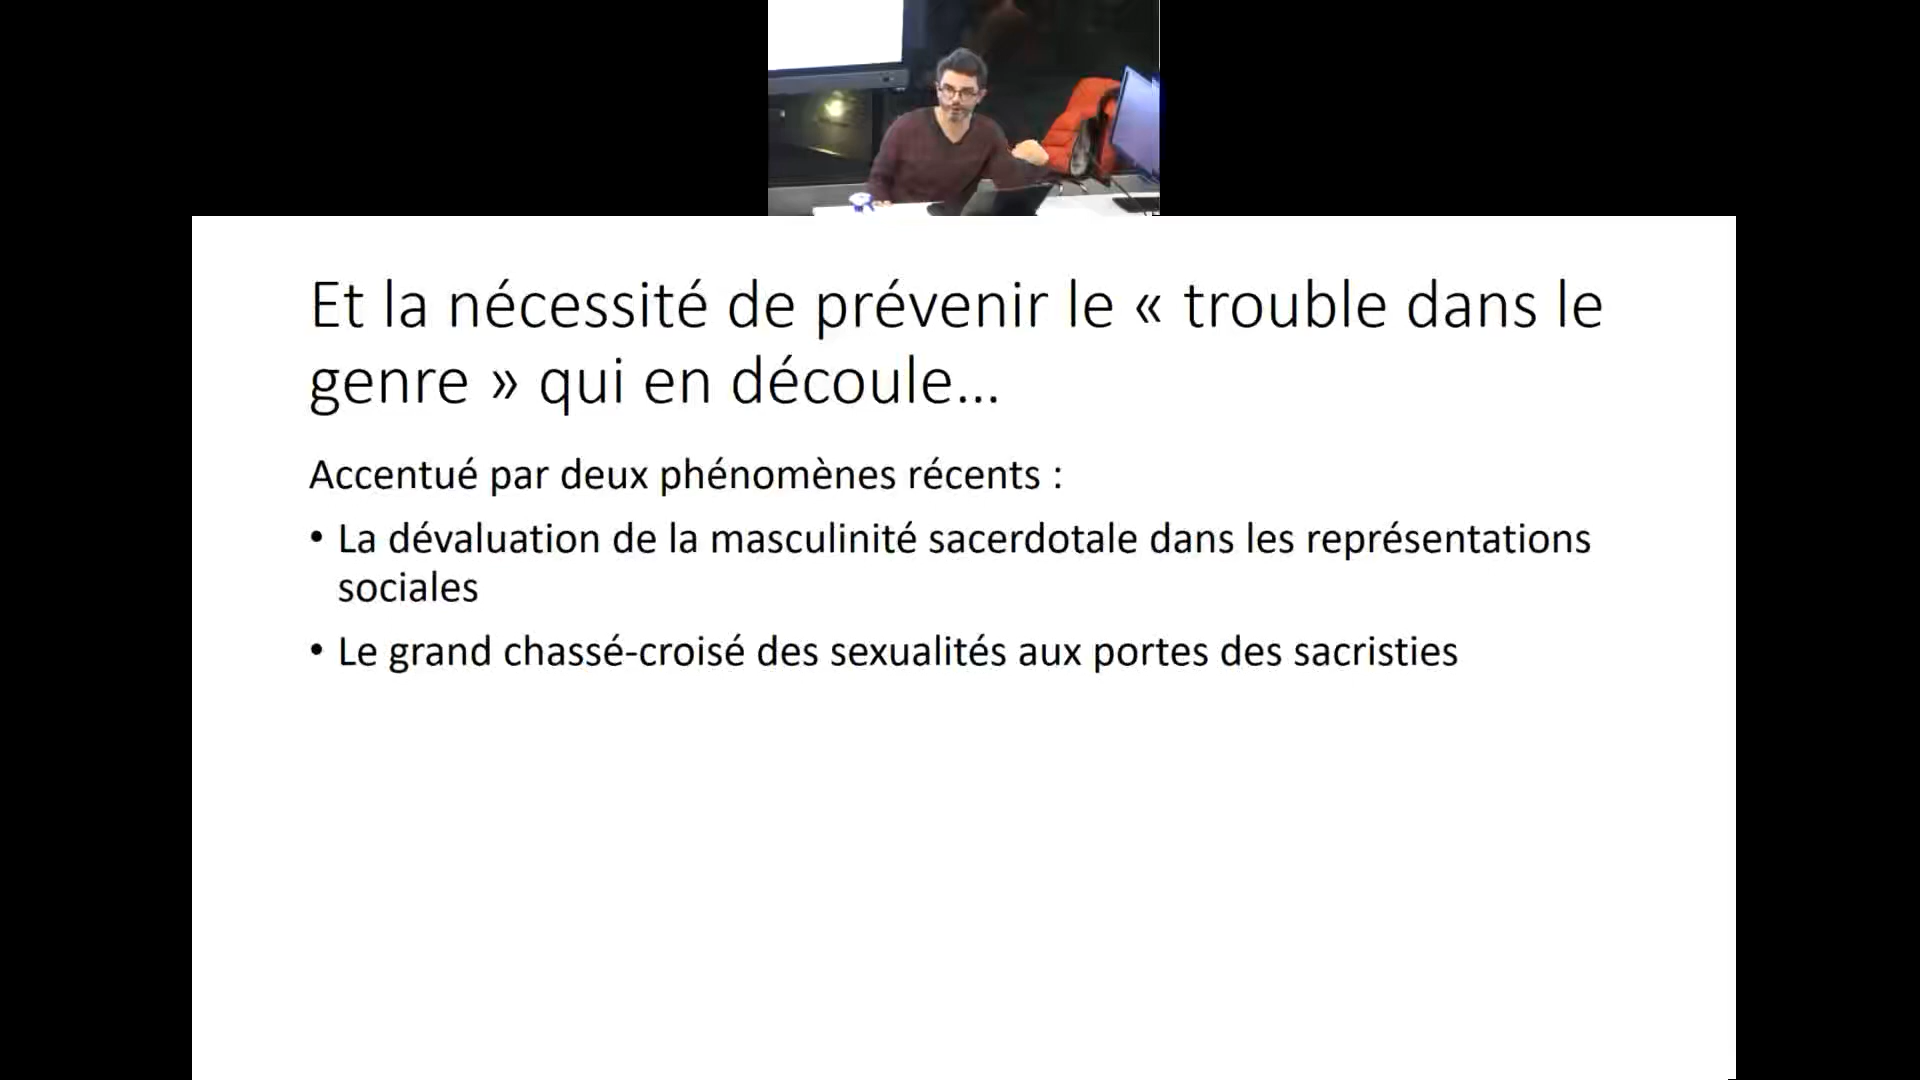 Et la nécessité de prévenir le « trouble dans le
genre » qui en découle...
Accentué par deux phénomènes récents :
• La dévaluation de la masculinité sacerdotale dans les représentations
sociales
• Le grand chassé-croisé des sexualités aux portes des sacristies